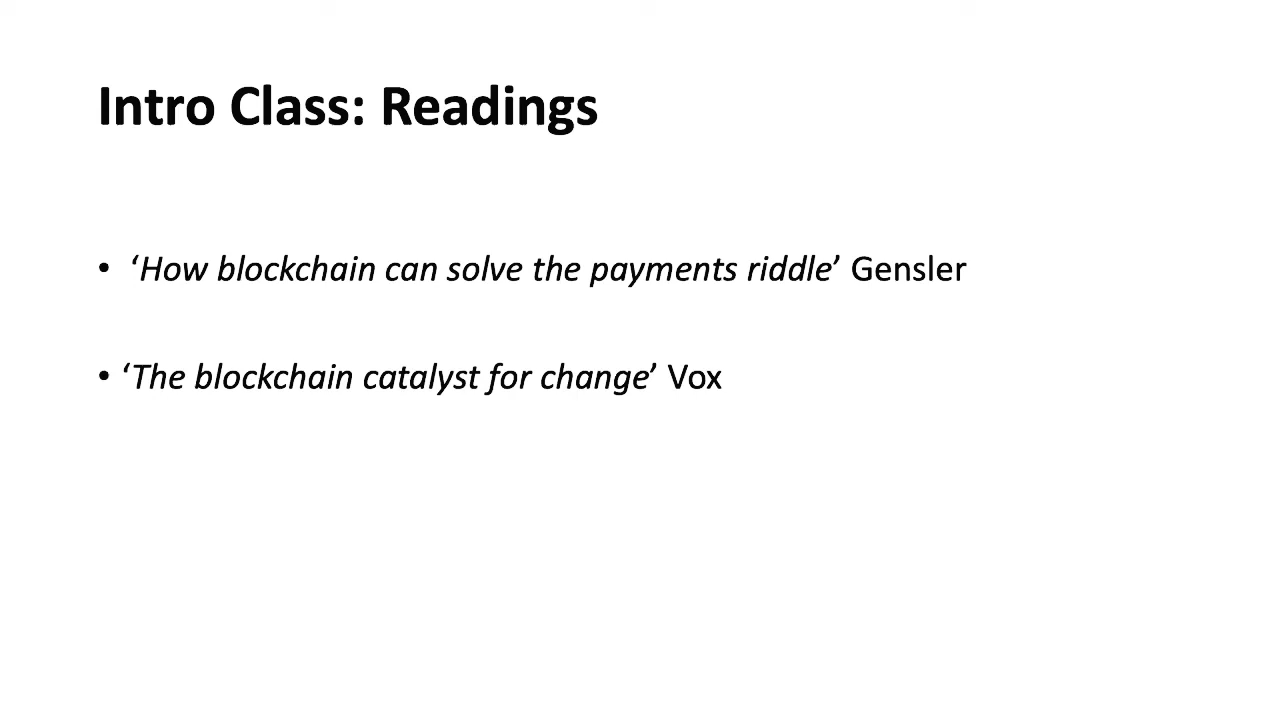 Intro Class: Readings
• ‘How blockchain can solve the payments riddle’ Gensler
• ‘The blockchain catalyst for change’ Vox